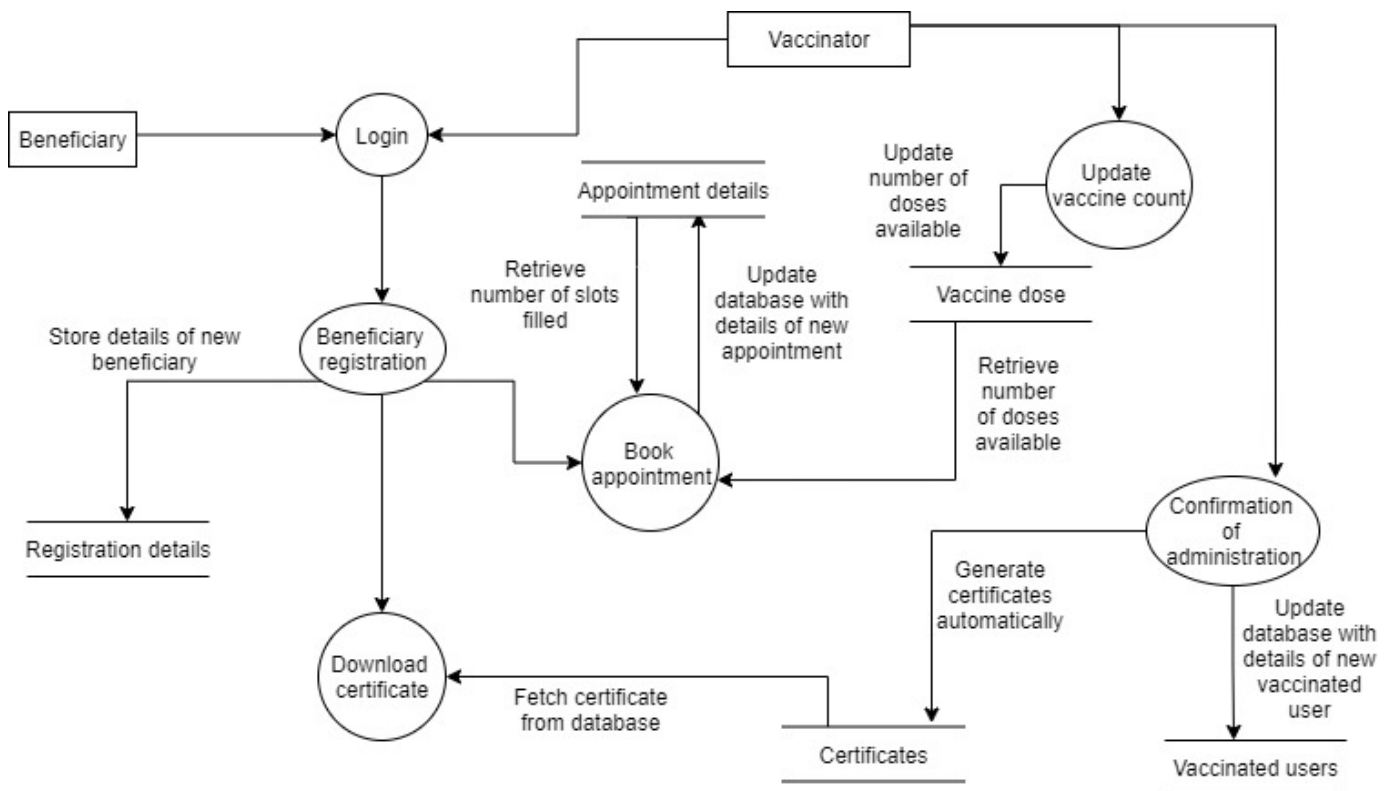 Vaccinator
Beneficiary
Login
Appointment details
Update
number of
doses
available
Update
vaccine count
Retrieve
number of slots
filled
Update
database with
details of new
appointment
Vaccine dose
Store details of new
beneficiary
Beneficiary
registration
Retrieve
number
of doses
available
Book
appointment
Registration details
Confirmation
of
administration
Generate
certificates
automatically
Update
database with
details of new
vaccinated
user
Download
certificate
Fetch certificate
from database
Certificates
Vaccinated users